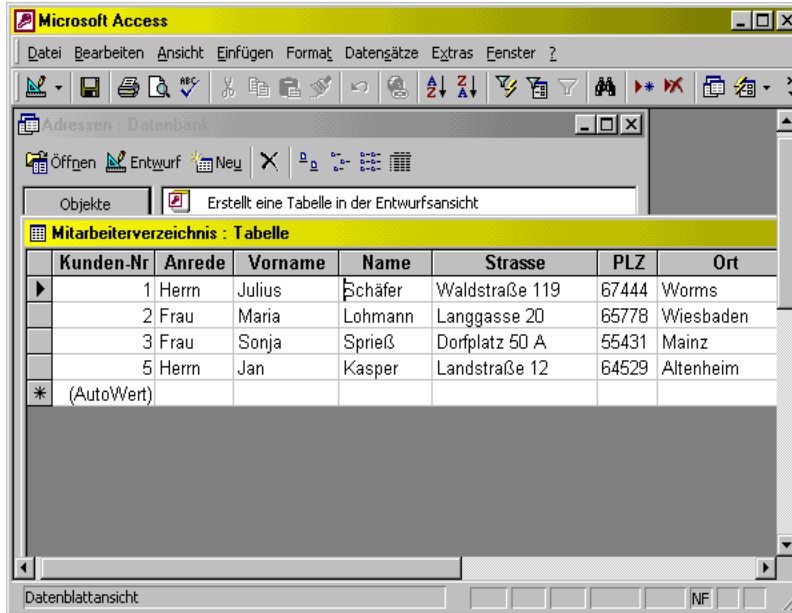 Microsoft Access
Datei Bearbeiten Ansicht Einfügen Format Datensätze Extras Fenster ?
ABC A Z Z A
Adressen : Datenbank
Öffnen Entwurf Neu
Objekte Erstellt eine Tabelle in der Entwurfsansicht
Mitarbeiterverzeichnis : Tabelle
Kunden-Nr Anrede Vorname Name Strasse PLZ Ort
1 Herrn Julius Schäfer Waldstraße 119 67444 Worms
2 Frau Maria Lohmann Langgasse 20 65778 Wiesbaden
3 Frau Sonja Sprieß Dorfplatz 50 A 55431 Mainz
5 Herrn Jan Kasper Landstraße 12 64529 Altenheim
(AutoWert)
Datenblattansicht NF